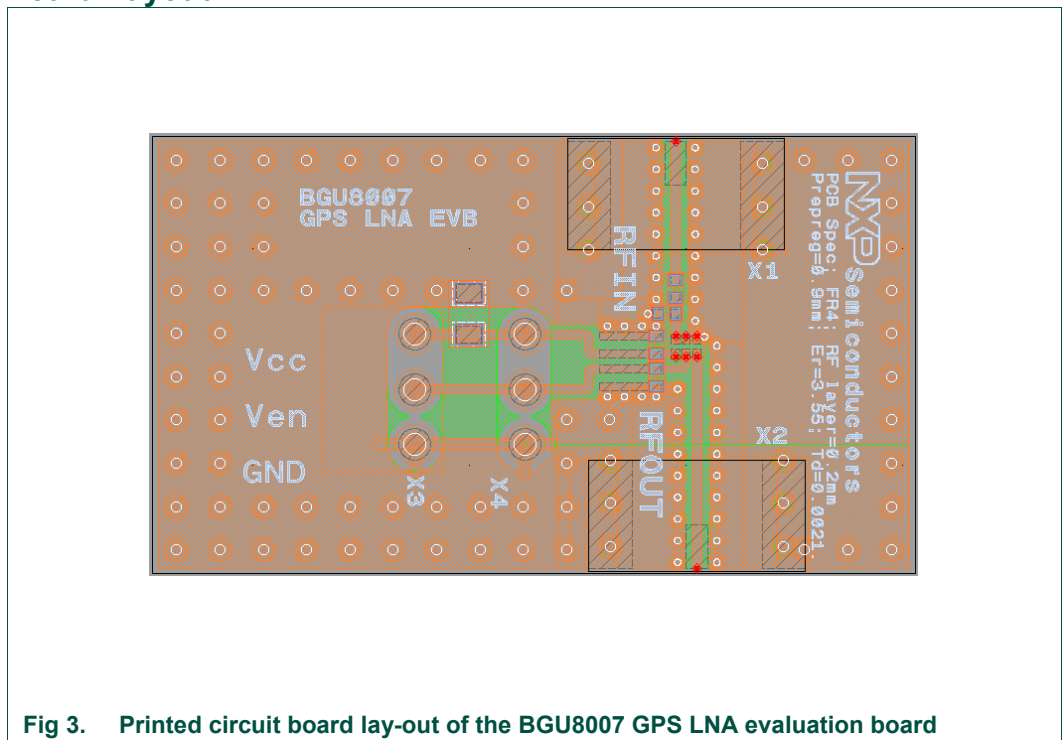 BGU8007
GPS LNA EVB
RFIN
X1
NXP Semiconductors
PCB Spec: FR4; RF layer=0.2mm
Prepreg=0.9mm; Er=3.55; Td=0.0021.
Vcc
Ven
GND
X3
X4
RFOUT
X2
Fig 3. Printed circuit board lay-out of the BGU8007 GPS LNA evaluation board